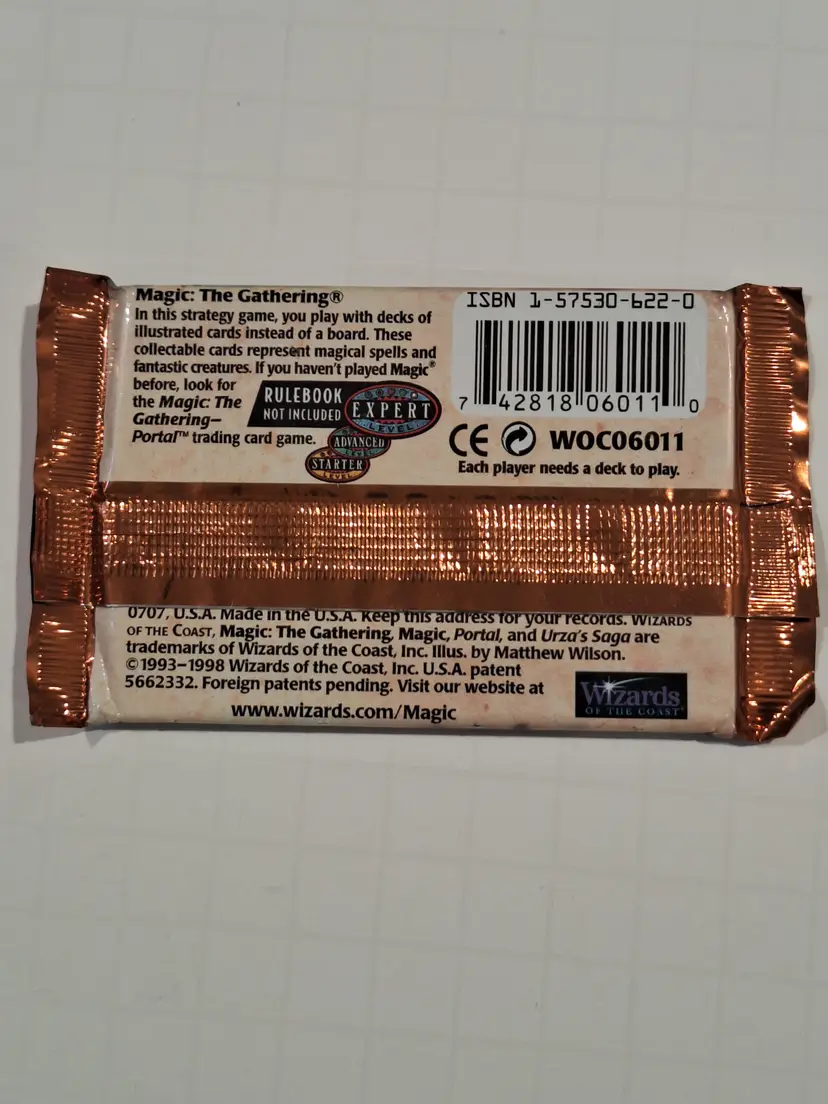 Magic: The Gathering®
In this strategy game, you play with decks of
illustrated cards instead of a board. These
collectable cards represent magical spells and
fantastic creatures. If you haven't played Magic®
before, look for
the Magic: The
Gathering–
Portal™ trading card game.
RULEBOOK
NOT INCLUDED
EXPERT
LEVEL
ADVANCED
LEVEL
STARTER
LEVEL
ISBN 1-57530-622-0
7 42818 06011 0
CE WOC06011
Each player needs a deck to play.
0707, U.S.A. Made in the U.S.A. Keep this address for your records. WIZARDS
OF THE COAST, Magic: The Gathering, Magic, Portal, and Urza's Saga are
trademarks of Wizards of the Coast, Inc. Illus. by Matthew Wilson.
©1993–1998 Wizards of the Coast, Inc. U.S.A. patent
5662332. Foreign patents pending. Visit our website at
www.wizards.com/Magic
Wizards
OF THE COAST®